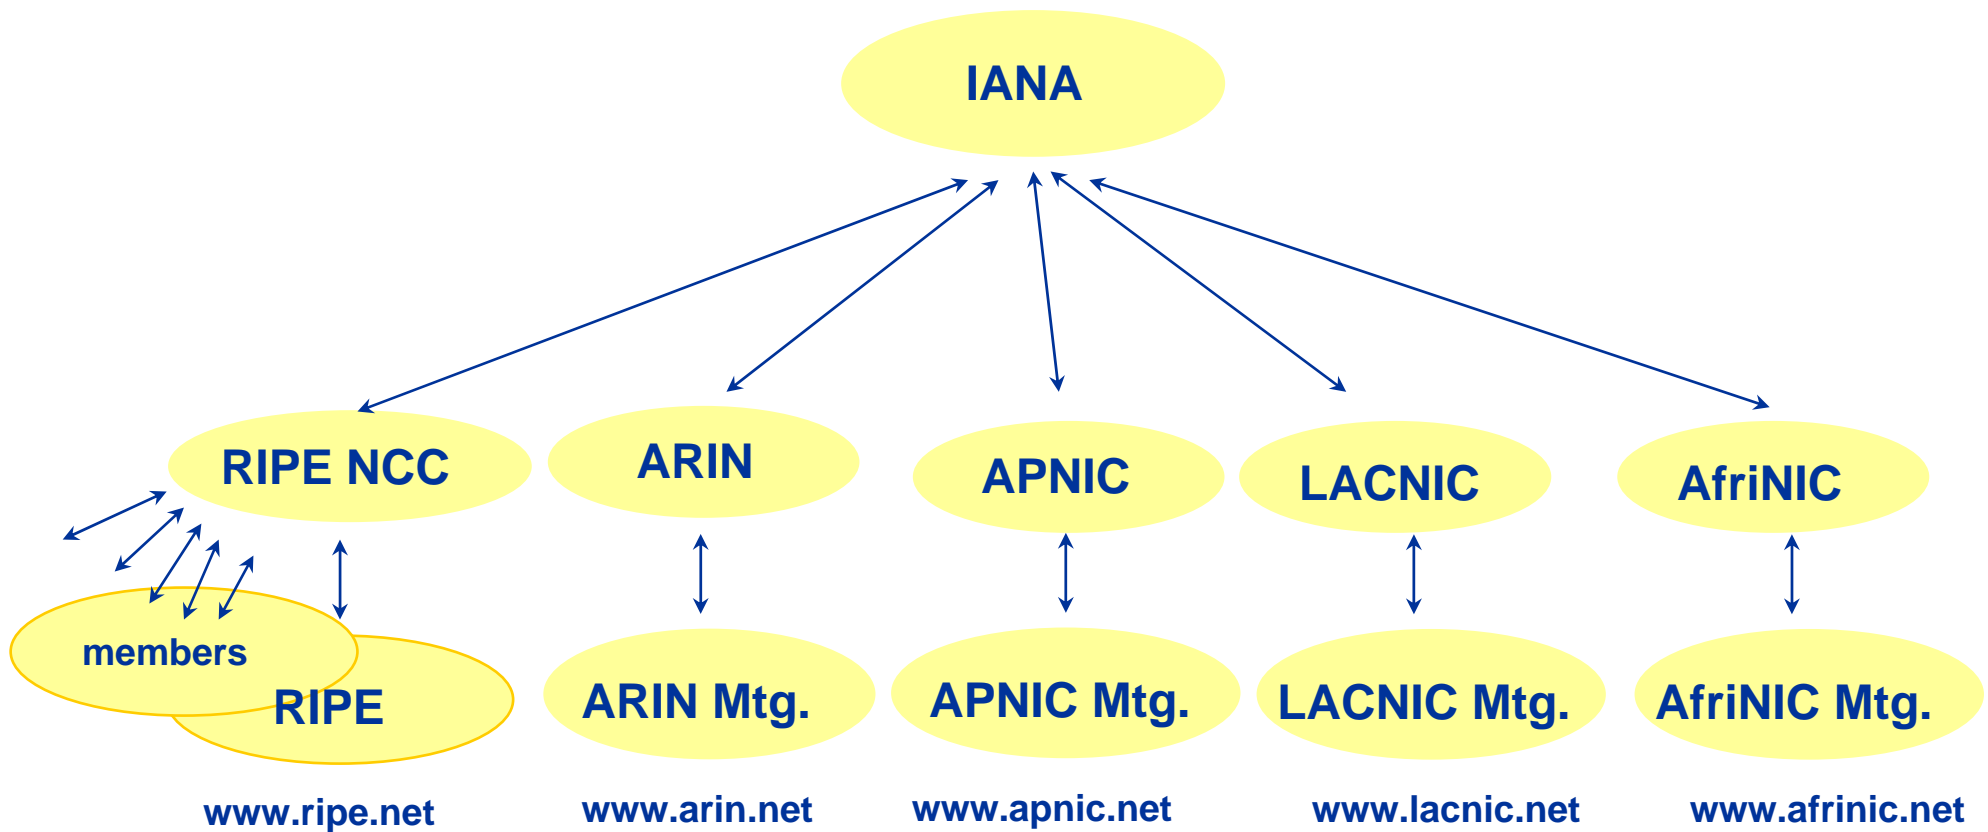 IANA
RIPE NCC
ARIN
APNIC
LACNIC
AfriNIC
members
RIPE
ARIN Mtg.
APNIC Mtg.
LACNIC Mtg.
AfriNIC Mtg.
www.ripe.net
www.arin.net
www.apnic.net
www.lacnic.net
www.afrinic.net